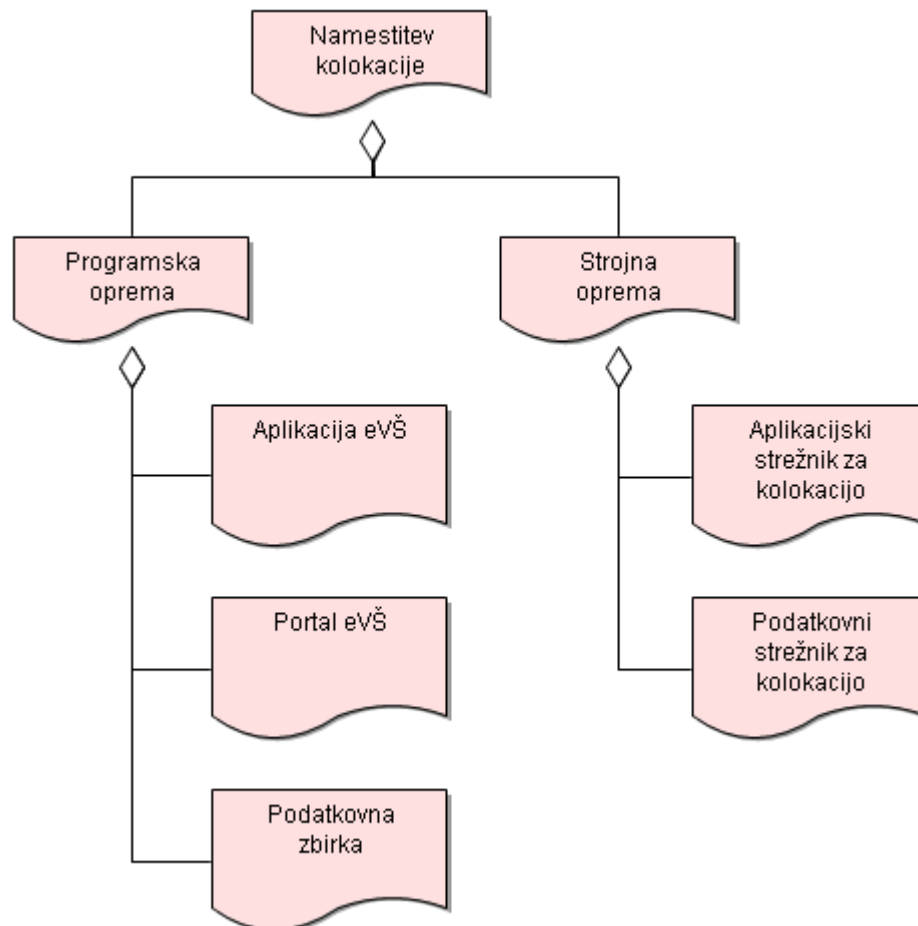 Namestitev
kolokacije
Programska
oprema
Strojna
oprema
Aplikacija eVŠ
Aplikacijski
strežnik za
kolokacijo
Portal eVŠ
Podatkovni
strežnik za
kolokacijo
Podatkovna
zbirka